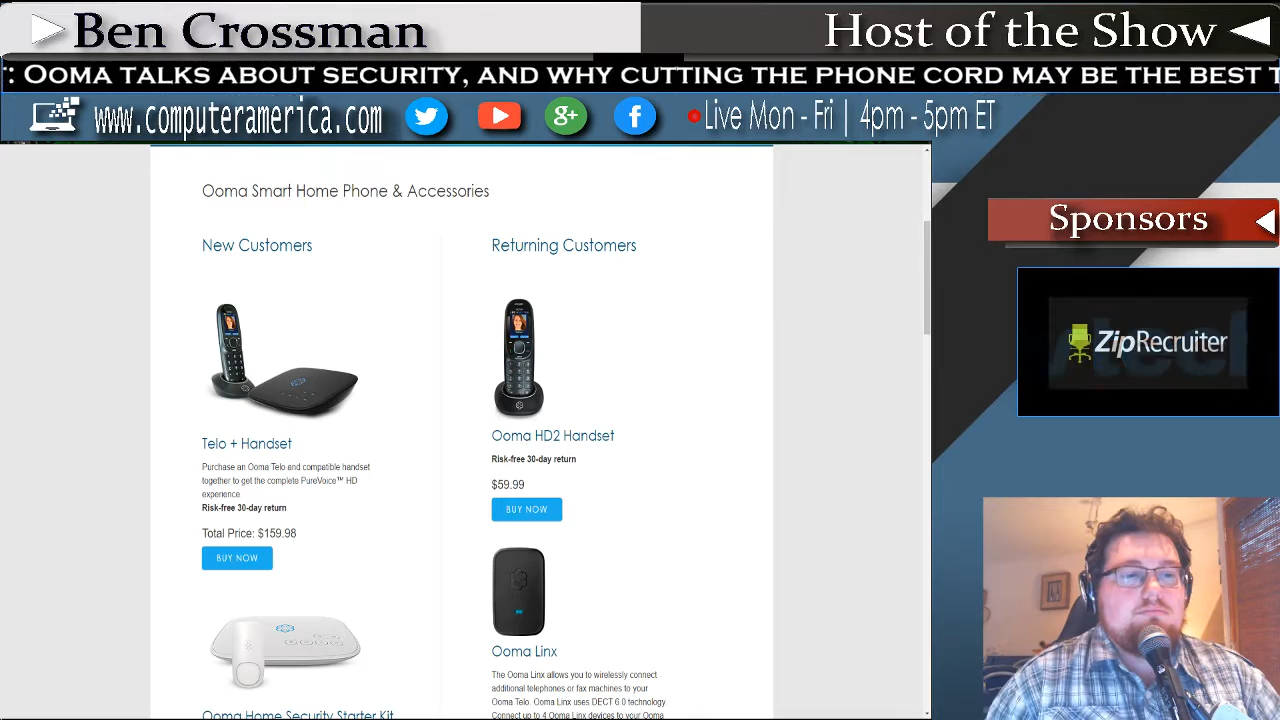 Ben Crossman
Host of the Show
: Ooma talks about security, and why cutting the phone cord may be the best
www.computeramerica.com
Live Mon - Fri | 4pm - 5pm ET
Ooma Smart Home Phone & Accessories
New Customers
Returning Customers
Telo + Handset
Purchase an Ooma Telo and compatible handset
together to get the complete PureVoice™ HD
experience
Risk-free 30-day return
Total Price: $159.98
BUY NOW
Ooma Home Security Starter Kit
Ooma HD2 Handset
Risk-free 30-day return
$59.99
BUY NOW
Ooma Linx
The Ooma Linx allows you to wirelessly connect
additional telephones or fax machines to your
Ooma Telo. Ooma Linx uses DECT 6.0 technology
Connect up to 4 Ooma Linx devices to your Ooma
Sponsors
ZipRecruiter